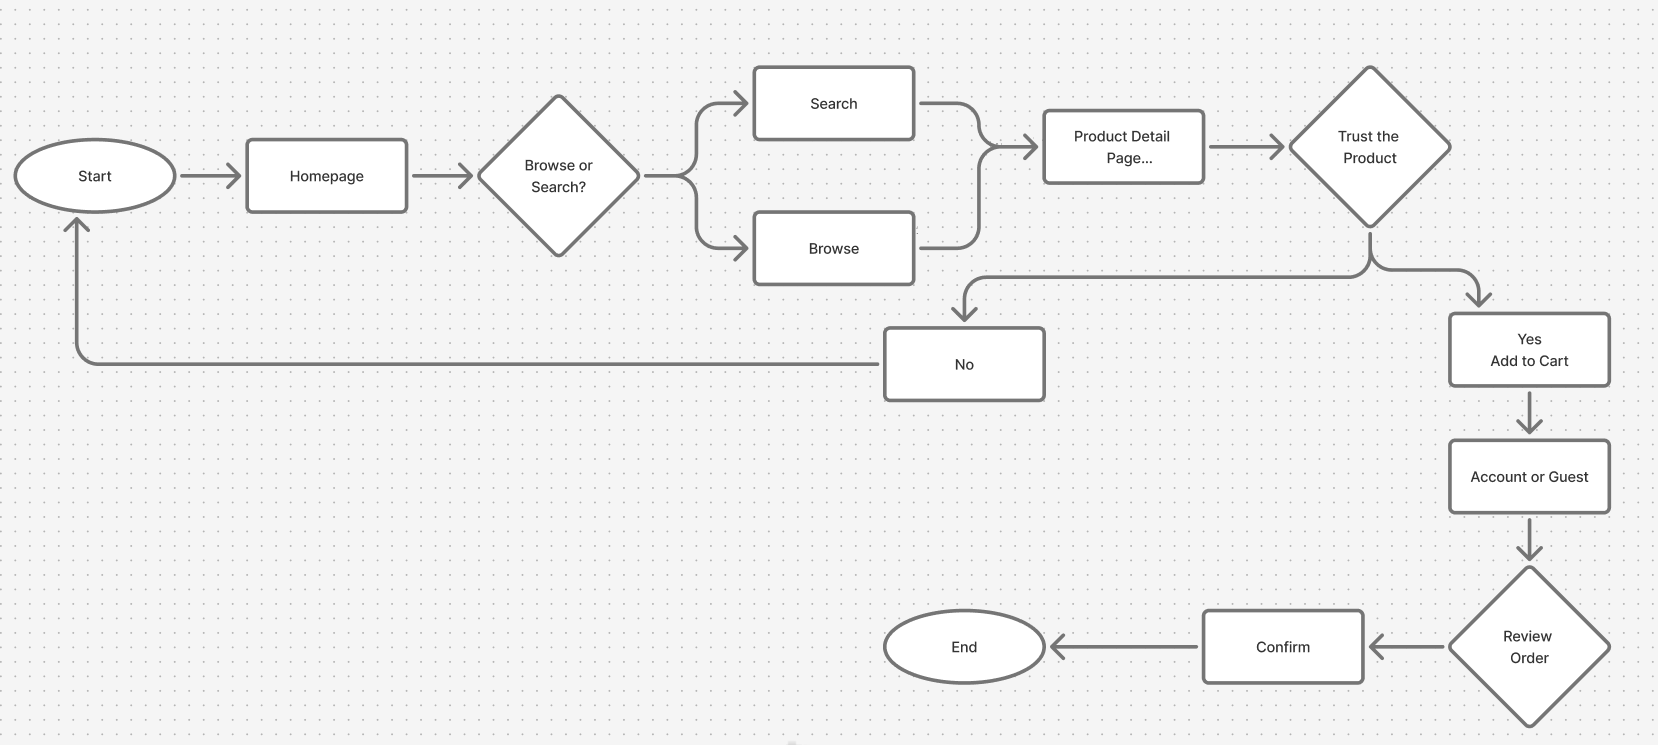 Start
Homepage
Browse or
Search?
Search
Browse
Product Detail
Page...
Trust the
Product
No
Yes
Add to Cart
Account or Guest
Review
Order
Confirm
End